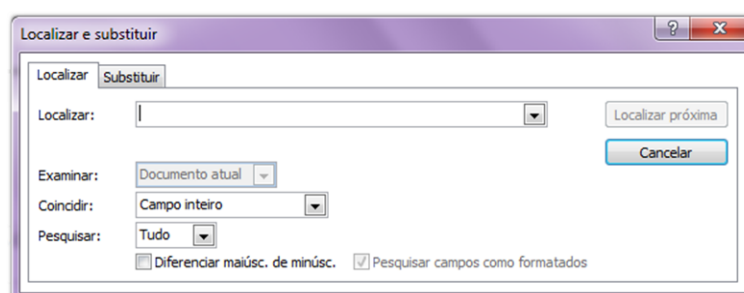 Localizar e substituir
Localizar Substituir
Localizar: Localizar próxima
Cancelar
Examinar: Documento atual
Coincidir: Campo inteiro
Pesquisar: Tudo
Diferenciar maiúsc. de minúsc. Pesquisar campos como formatados